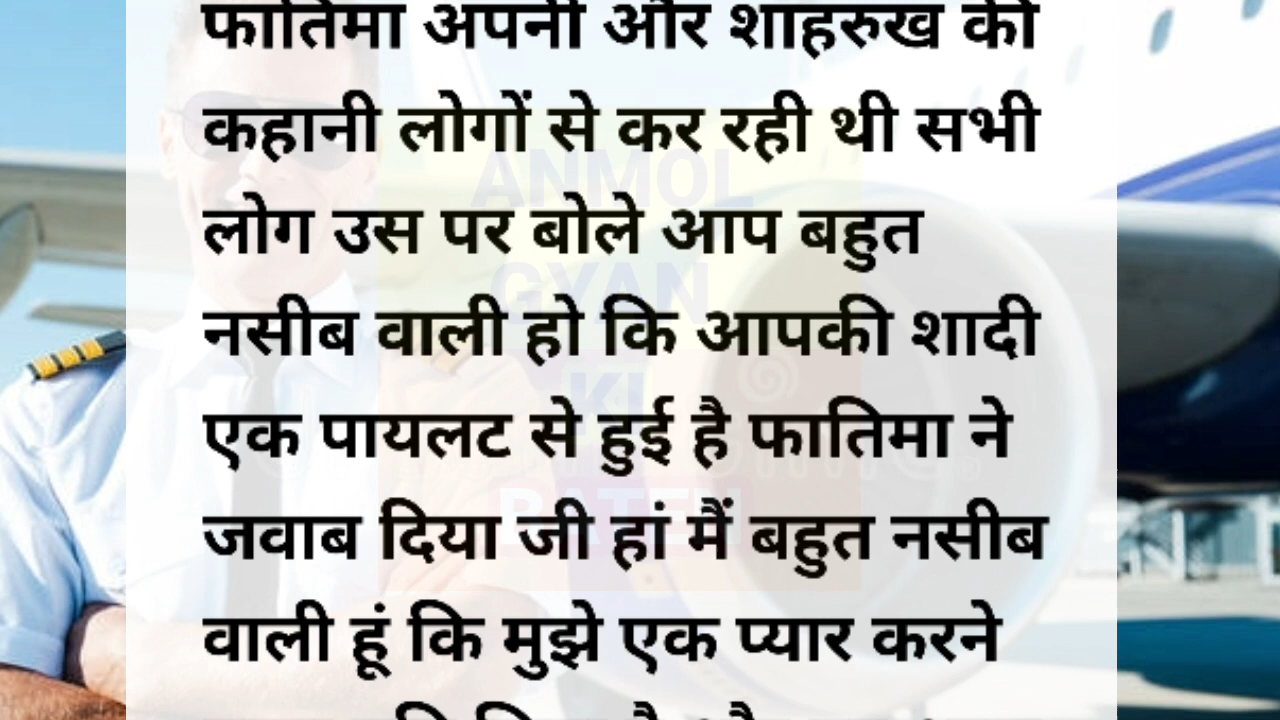 फातिमा अपनी और शाहरुख की
कहानी लोगों से कर रही थी सभी
लोग उस पर बोले आप बहुत
नसीब वाली हो कि आपकी शादी
एक पायलट से हुई है फातिमा ने
जवाब दिया जी हां मैं बहुत नसीब
वाली हूं कि मुझे एक प्यार करने
ANMOL
GYAN
KI
BATEN